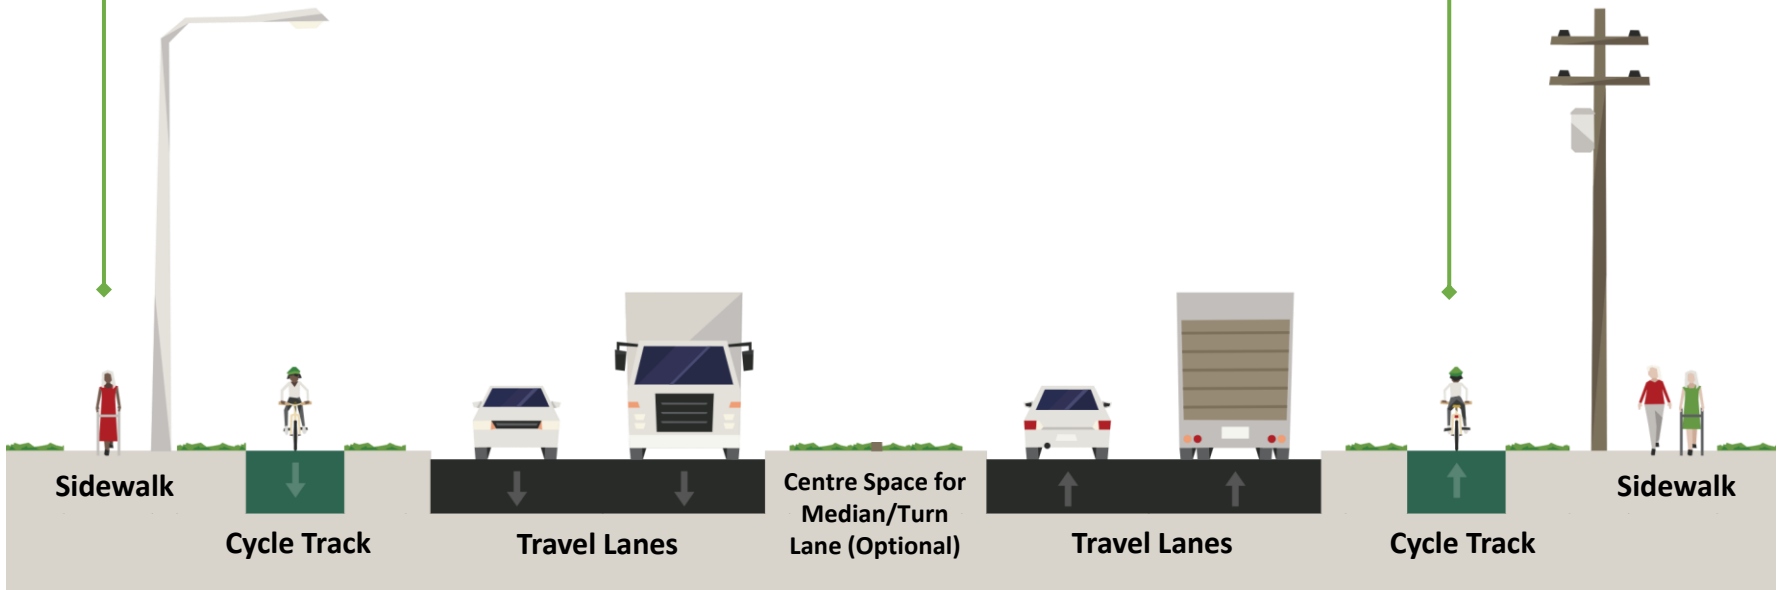 Sidewalk
Cycle Track
Travel Lanes
Centre Space for
Median/Turn
Lane (Optional)
Travel Lanes
Cycle Track
Sidewalk